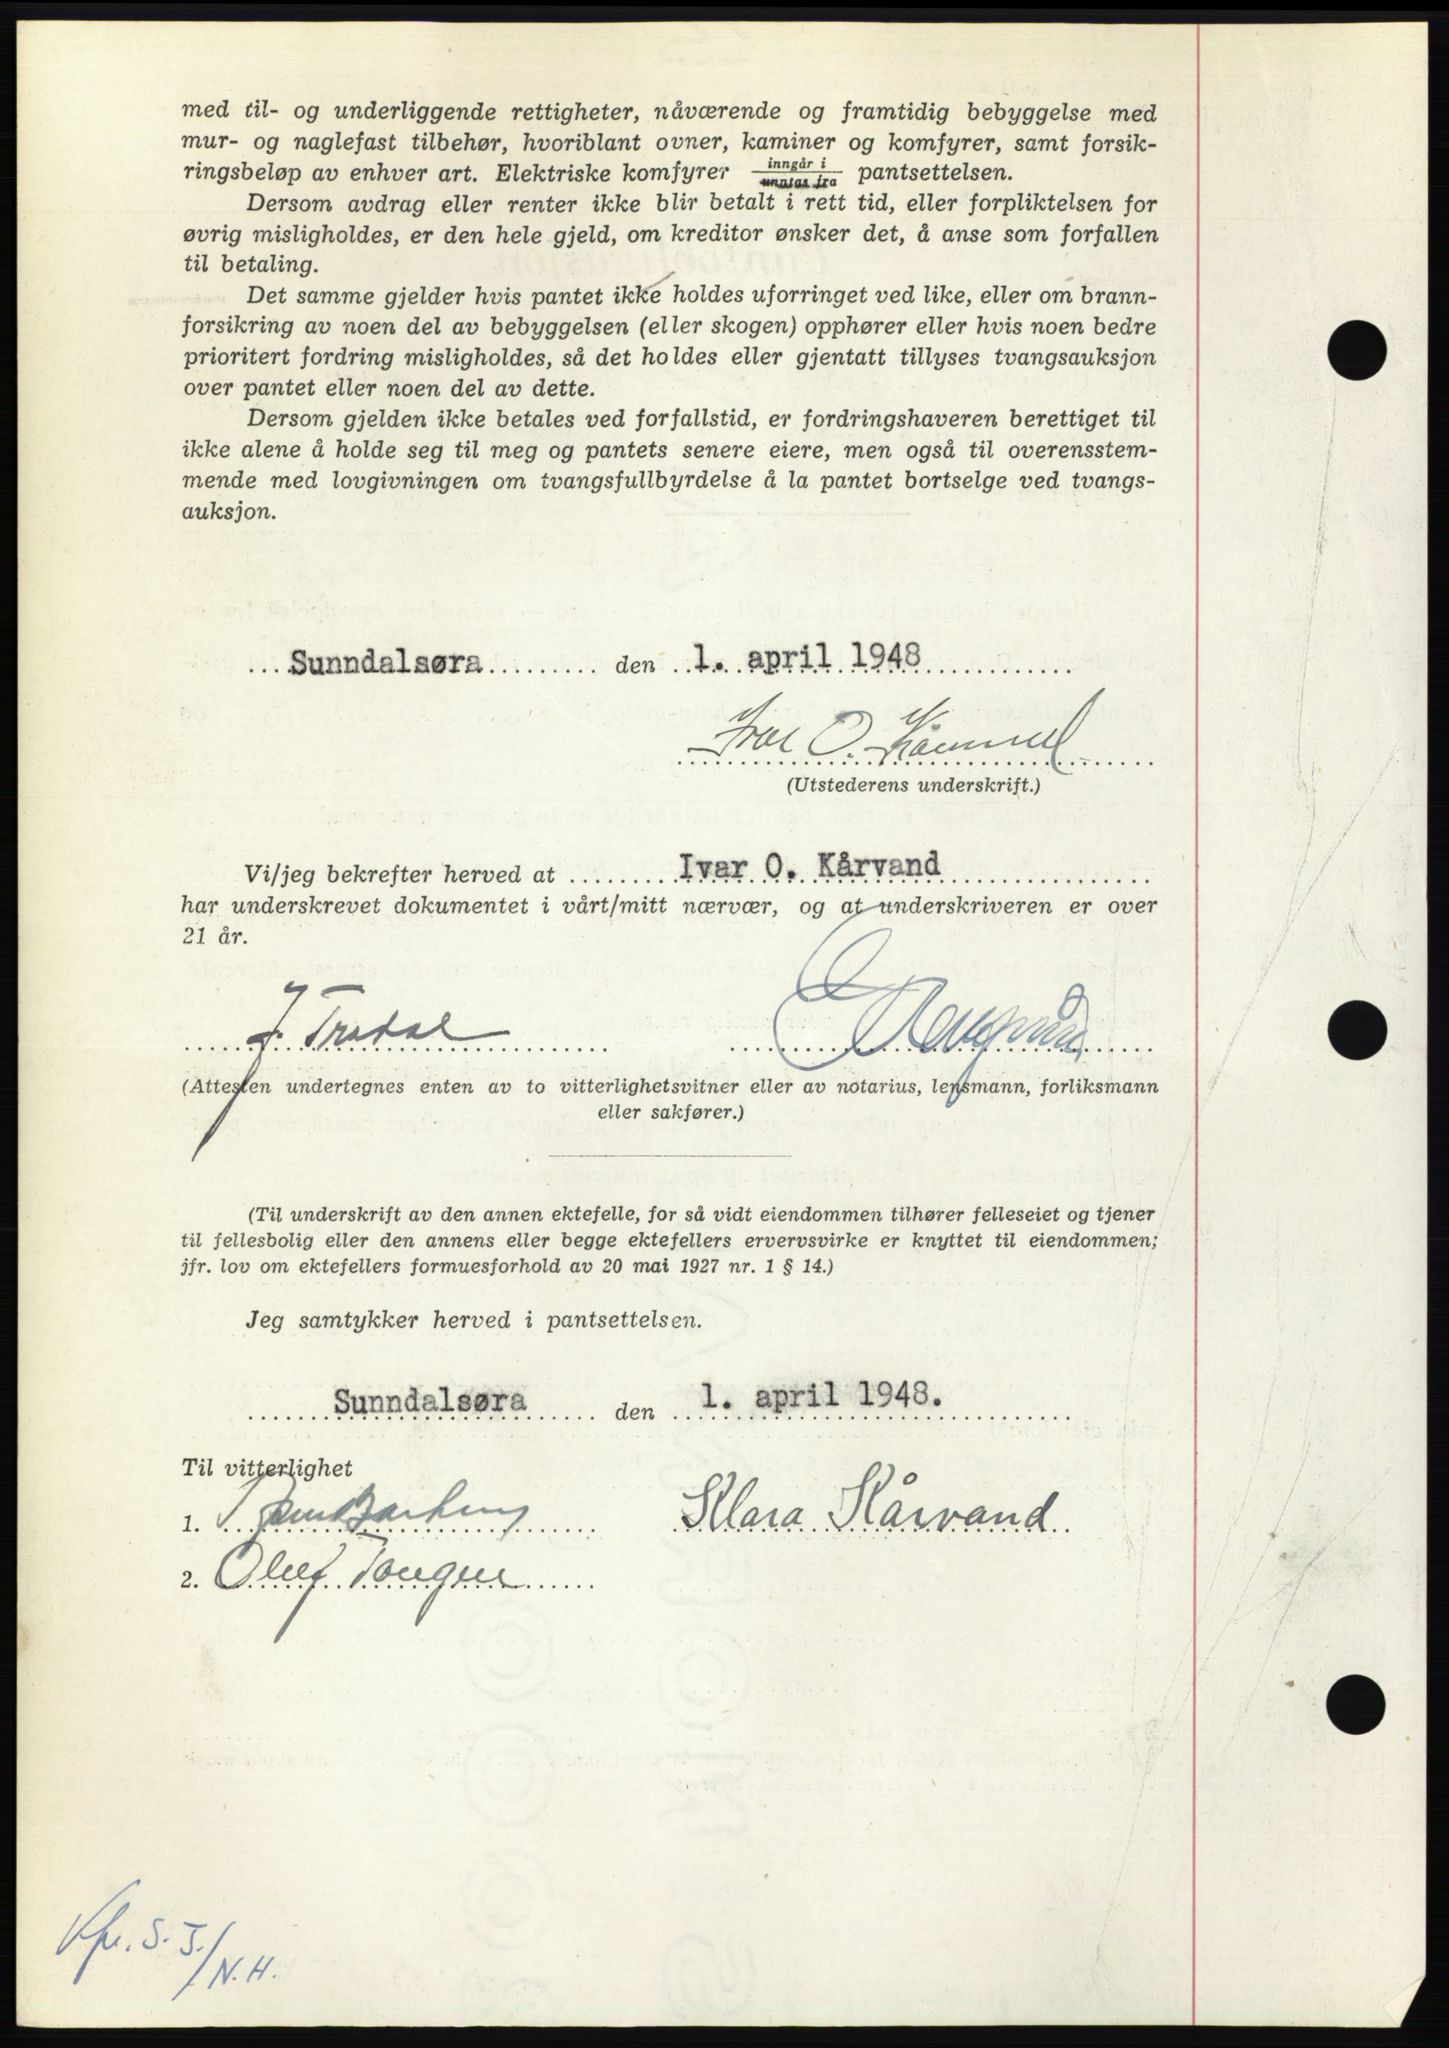 med til- og underliggende rettigheter, nåværende og framtidig bebyggelse med
mur- og naglefast tilbehør, hvoriblant ovner, kaminer og komfyrer, samt forsik-
ringsbeløp av enhver art. Elektriske komfyrer inngår i / unntas fra pantsettelsen.
Dersom avdrag eller renter ikke blir betalt i rett tid, eller forpliktelsen for
øvrig misligholdes, er den hele gjeld, om kreditor ønsker det, å anse som forfallen
til betaling.
Det samme gjelder hvis pantet ikke holdes uforringet ved like, eller om brann-
forsikring av noen del av bebyggelsen (eller skogen) opphører eller hvis noen bedre
prioritert fordring misligholdes, så det holdes eller gjentatt tillyses tvangsauksjon
over pantet eller noen del av dette.
Dersom gjelden ikke betales ved forfallstid, er fordringshaveren berettiget til
ikke alene å holde seg til meg og pantets senere eiere, men også til overensstem-
mende med lovgivningen om tvangsfullbyrdelse å la pantet bortselge ved tvangs-
auksjon.
Sunndalsøra den 1. april 1948
Ivar O. Kårvand
(Utstederens underskrift.)
Vi/jeg bekrefter herved at Ivar O. Kårvand
har underskrevet dokumentet i vårt/mitt nærvær, og at underskriveren er over
21 år.
J. Trædal
(Attesten undertegnes enten av to vitterlighetsvitner eller av notarius, lensmann, forliksmann
eller sakfører.)
(Til underskrift av den annen ektefelle, for så vidt eiendommen tilhører felleseiet og tjener
til fellesbolig eller den annens eller begge ektefellers ervervsvirke er knyttet til eiendommen;
jfr. lov om ektefellers formuesforhold av 20 mai 1927 nr. 1 § 14.)
Jeg samtykker herved i pantsettelsen.
Sunndalsøra den 1. april 1948.
Til vitterlighet
1. Klara Kårvand
2. Olef
S. J./N.H.